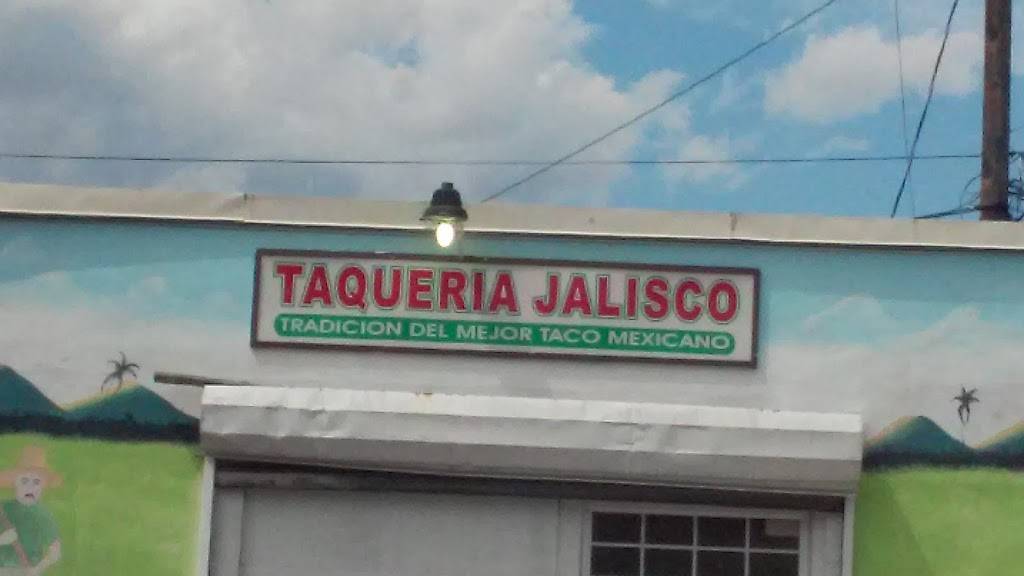 TAQUERIA JALISCO
TRADICION DEL MEJOR TACO MEXICANO